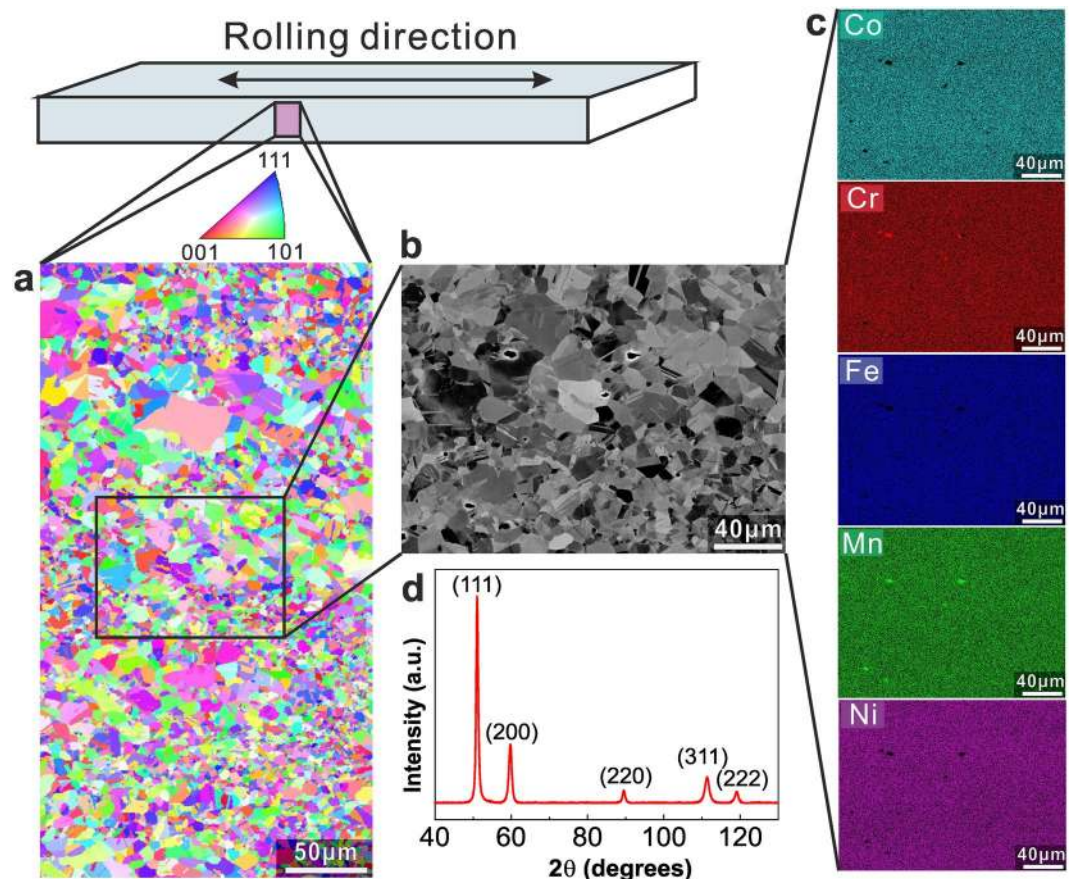 Rolling direction
111
001
101
a
50μm
b
40μm
c
Co
40μm
Cr
40μm
Fe
40μm
Mn
40μm
Ni
40μm
d
(111)
(200)
(220)
(311)
(222)
Intensity (a.u.)
40 60 80 100 120
2θ (degrees)